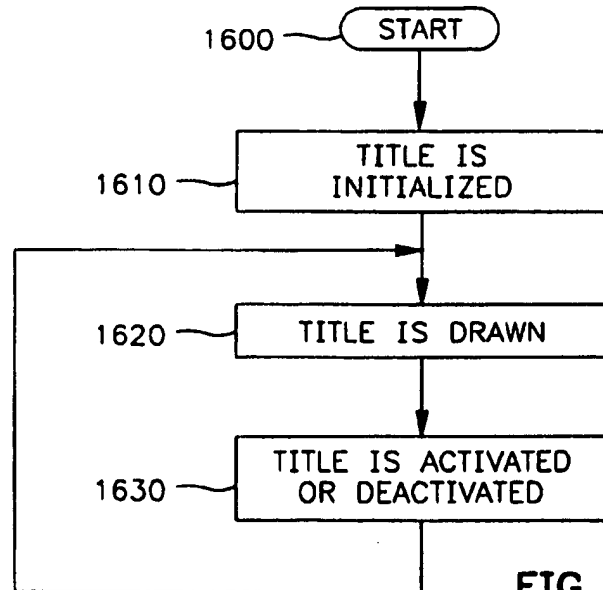 1600
START
1610
TITLE IS
INITIALIZED
1620
TITLE IS DRAWN
1630
TITLE IS ACTIVATED
OR DEACTIVATED
FIG